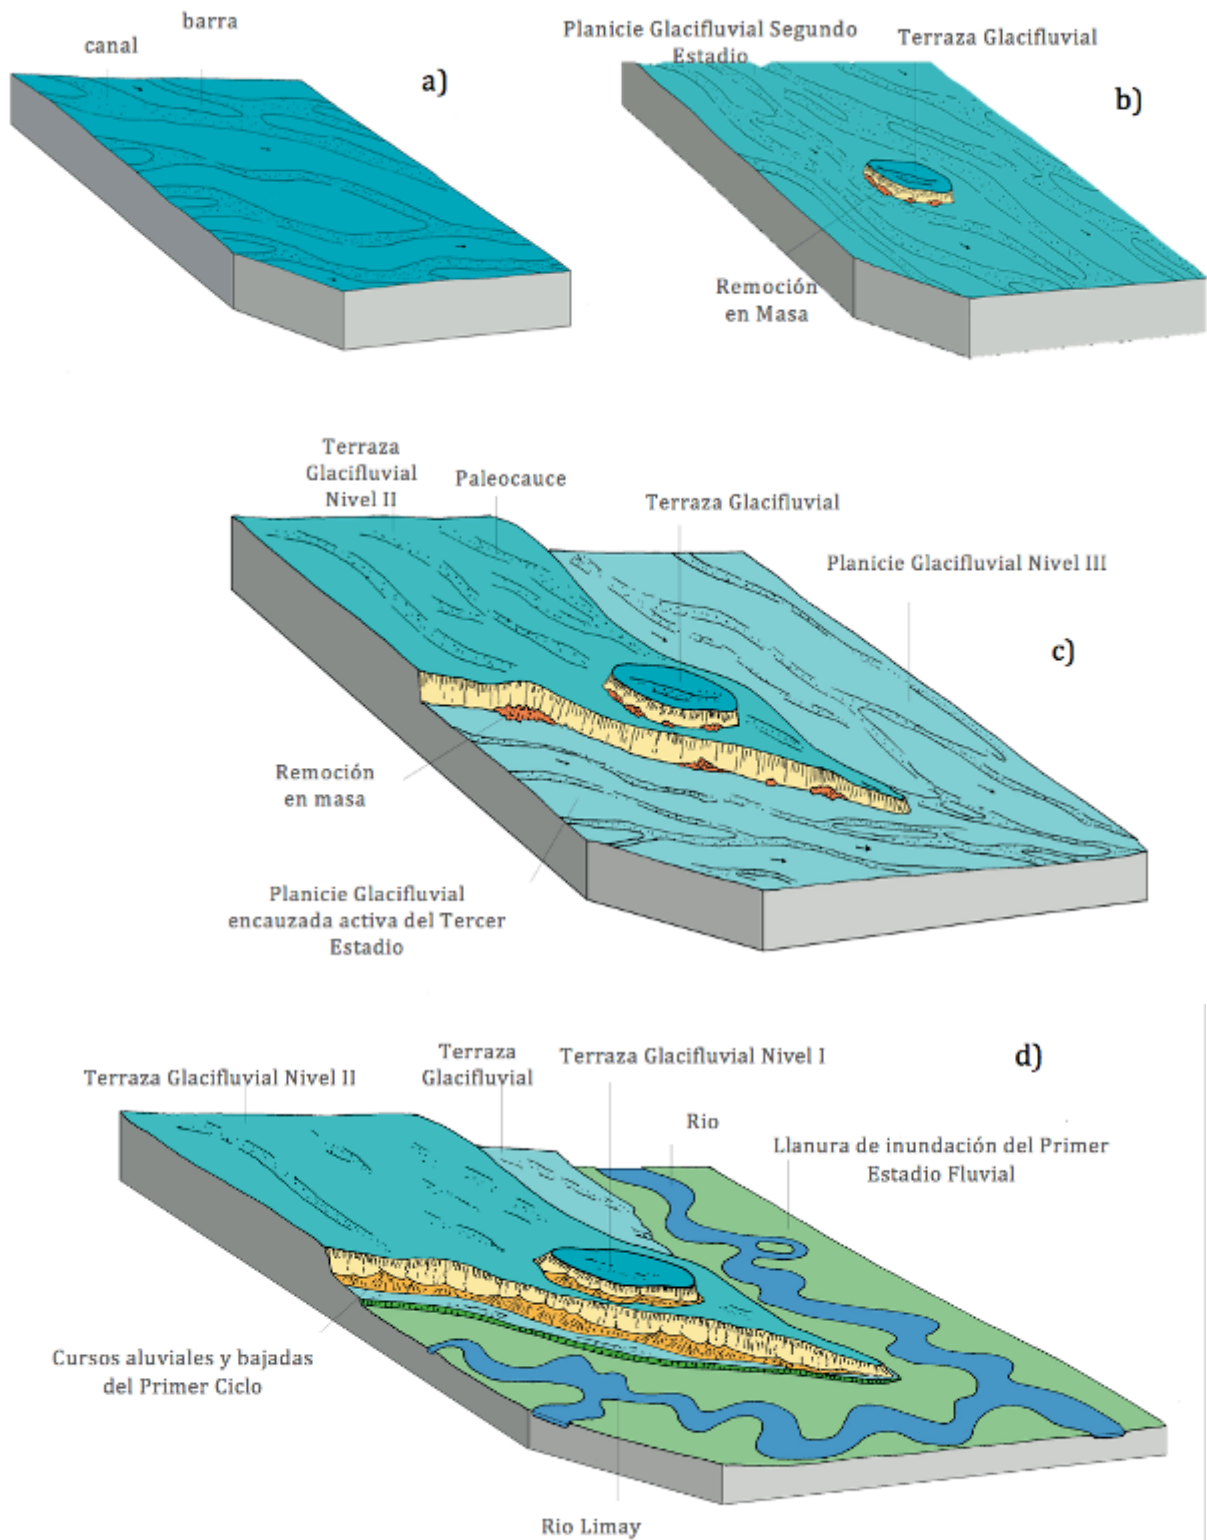 barra
canal
a)
Planicie Glacifluvial Segundo
Estadio
Terraza Glacifluvial
b)
Remoción
en Masa
Terraza
Glacifluvial
Nivel II
Paleocauce
Terraza Glacifluvial
Planicie Glacifluvial Nivel III
c)
Remoción
en masa
Planicie Glacifluvial
encauzada activa del Tercer
Estadio
d)
Terraza Glacifluvial Nivel II
Terraza
Glacifluvial
Terraza Glacifluvial Nivel I
Rio
Llanura de inundación del Primer
Estadio Fluvial
Cursos aluviales y bajadas
del Primer Ciclo
Rio Limay